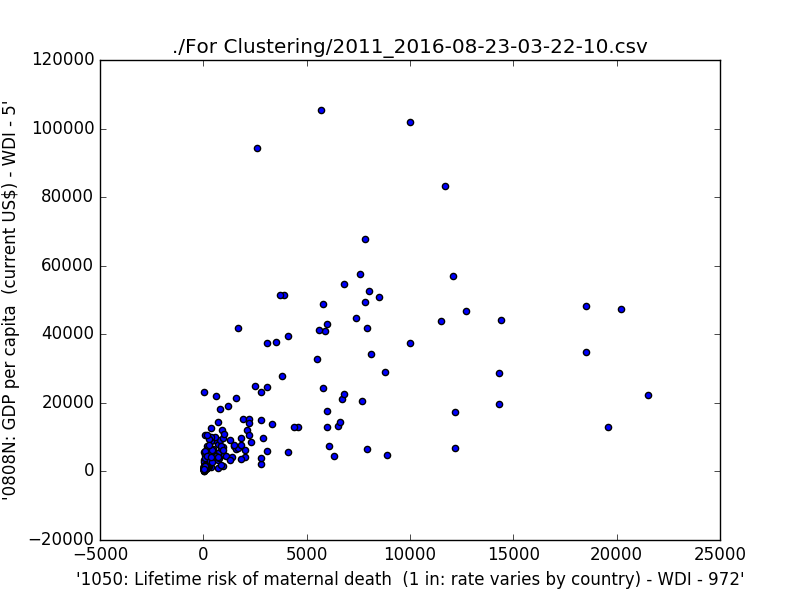 ./For Clustering/2011_2016-08-23-03-22-10.csv
120000
100000
80000
60000
40000
20000
0
−20000
−5000 0 5000 10000 15000 20000 25000
'0808N: GDP per capita  (current US$) - WDI - 5'
'1050: Lifetime risk of maternal death  (1 in: rate varies by country) - WDI - 972'